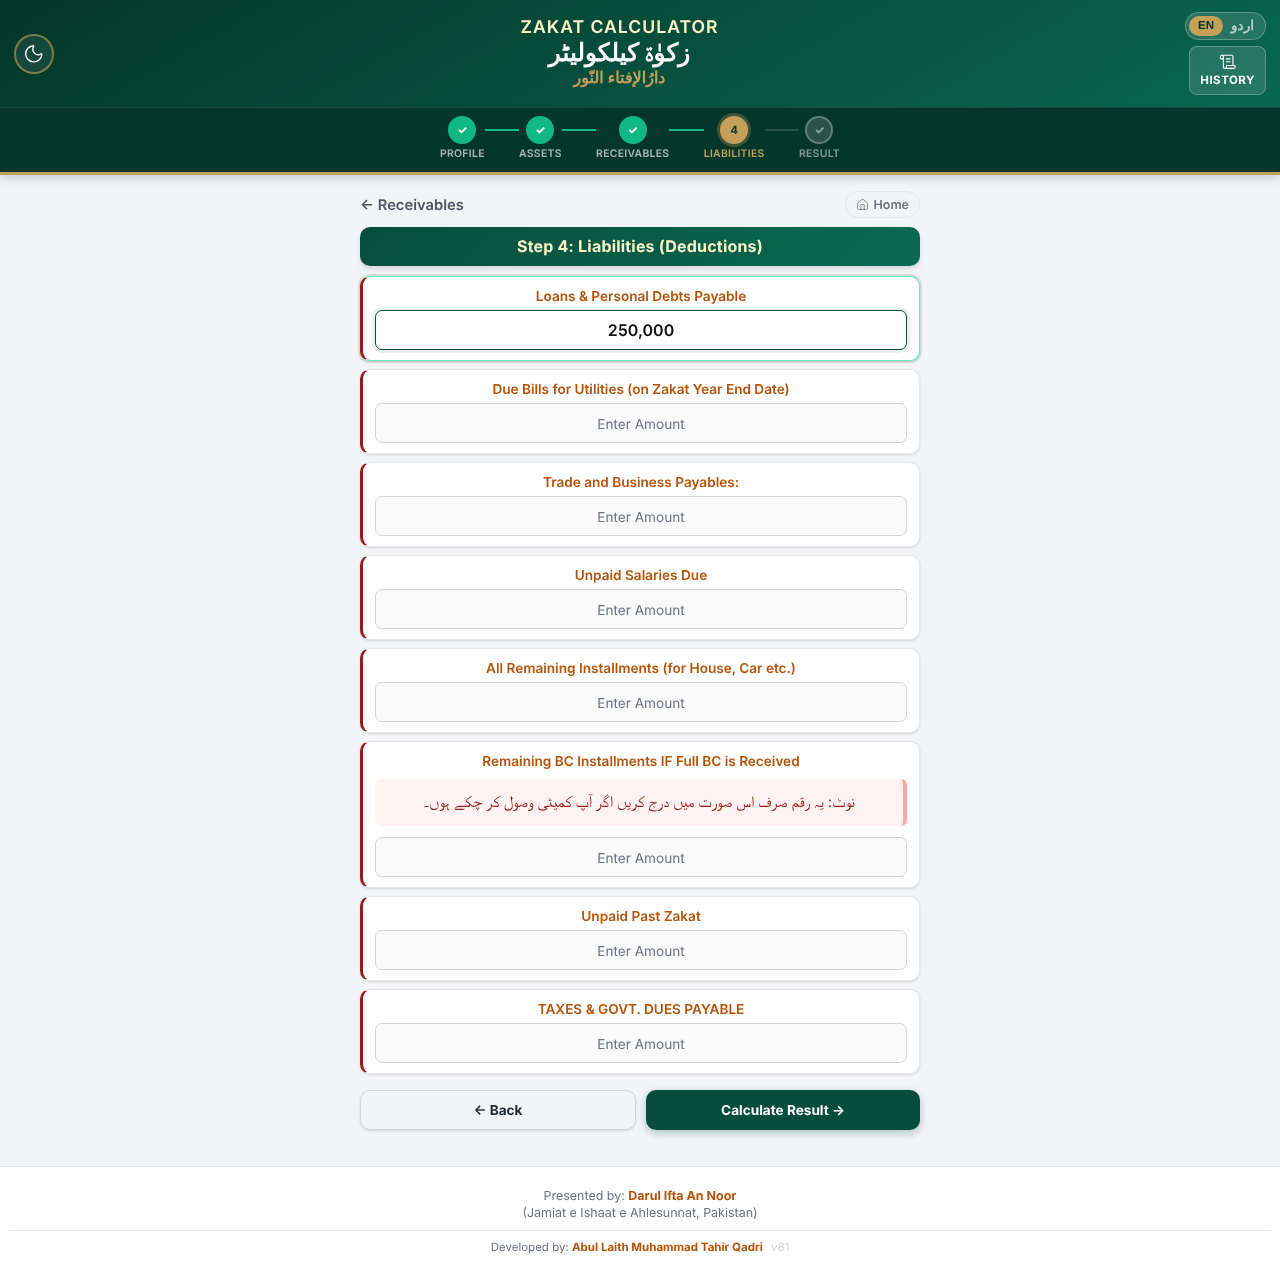 ZAKAT CALCULATOR
زکوٰۃ کیلکولیٹر
دارُالإفتاء النّور
EN اردو
HISTORY
PROFILE
ASSETS
RECEIVABLES
4
LIABILITIES
RESULT
← Receivables
Home
Step 4: Liabilities (Deductions)
Loans & Personal Debts Payable
250,000
Due Bills for Utilities (on Zakat Year End Date)
Enter Amount
Trade and Business Payables:
Enter Amount
Unpaid Salaries Due
Enter Amount
All Remaining Installments (for House, Car etc.)
Enter Amount
Remaining BC Installments IF Full BC is Received
نوٹ: یہ رقم صرف اس صورت میں درج کریں اگر آپ کمیٹی وصول کر چکے ہوں۔
Enter Amount
Unpaid Past Zakat
Enter Amount
TAXES & GOVT. DUES PAYABLE
Enter Amount
← Back
Calculate Result →
Presented by: Darul Ifta An Noor
(Jamiat e Ishaat e Ahlesunnat, Pakistan)
Developed by: Abul Laith Muhammad Tahir Qadri v81